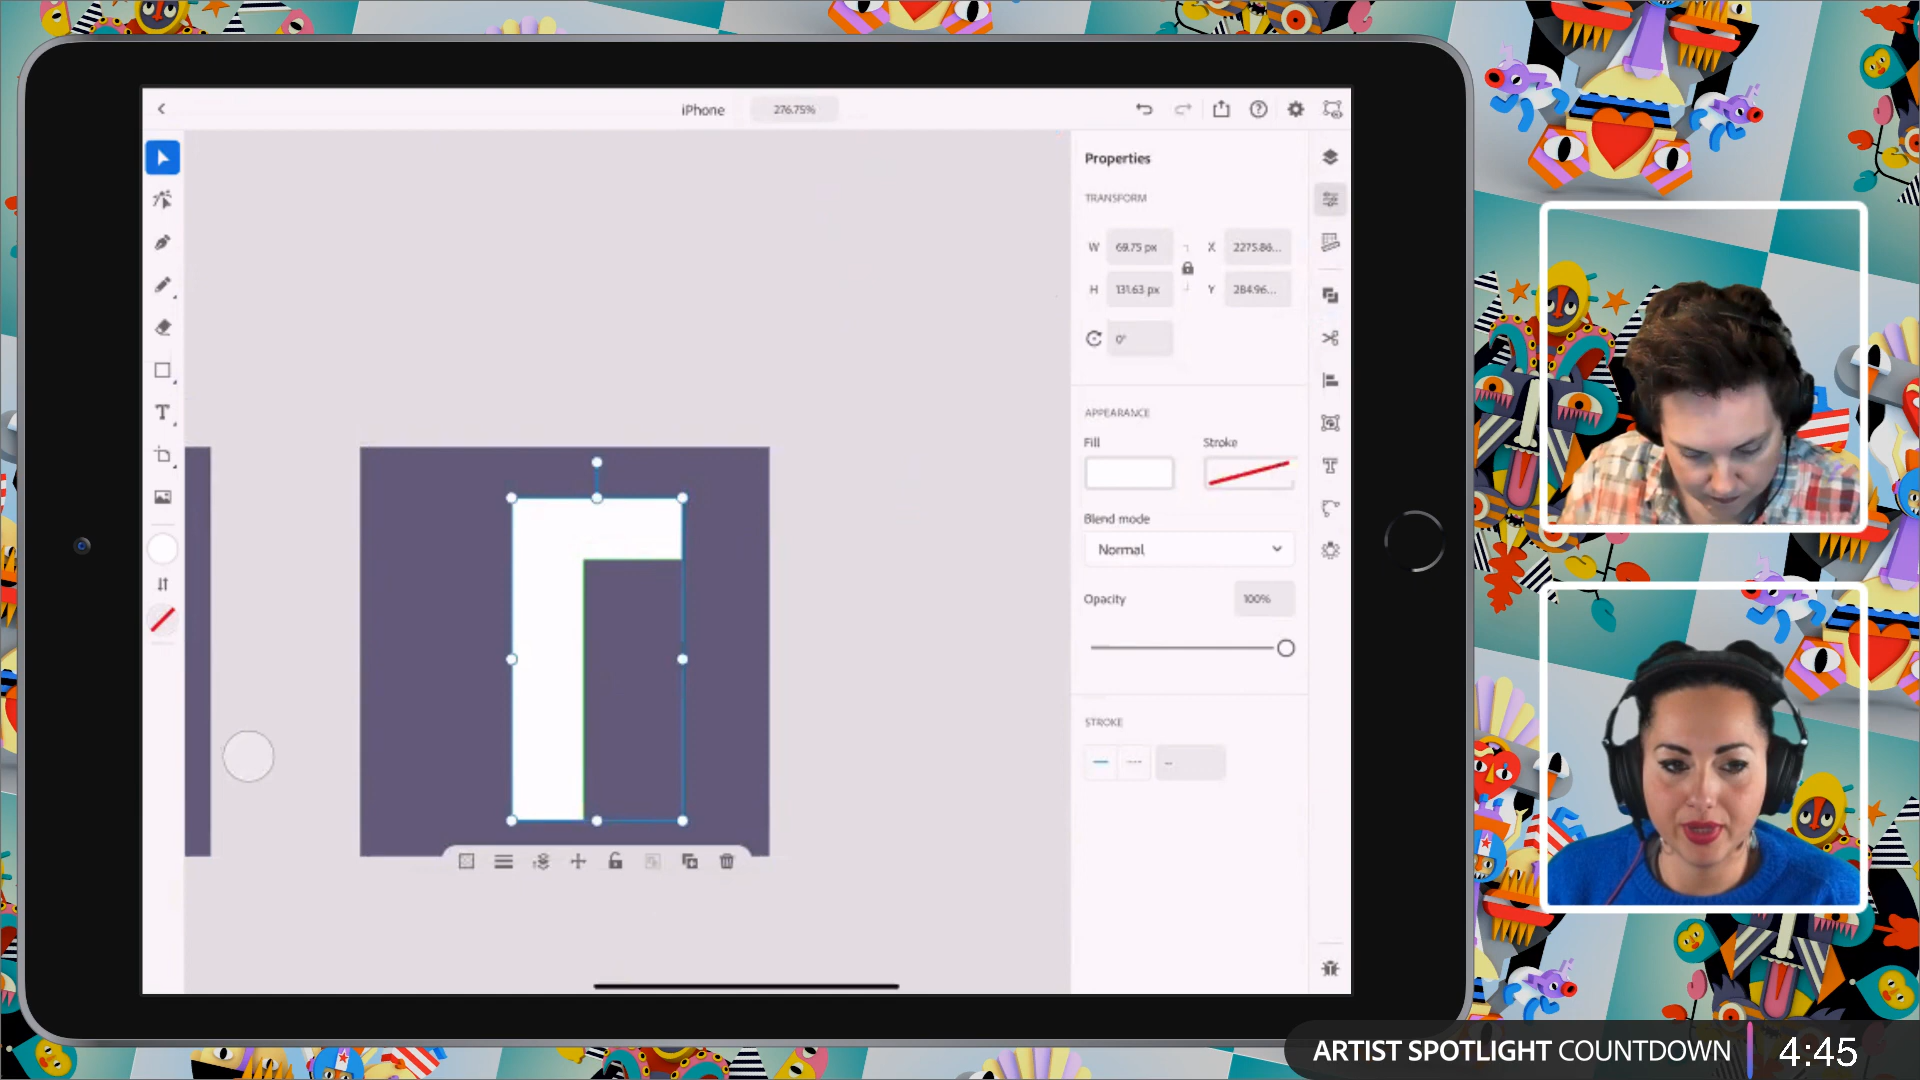 iPhone
276.75%
Properties
TRANSFORM
W 69.75 px X 2275.86...
H 131.63 px Y 284.96...
0°
APPEARANCE
Fill Stroke
Blend mode
Normal
Opacity 100%
STROKE
ARTIST SPOTLIGHT COUNTDOWN 4:45